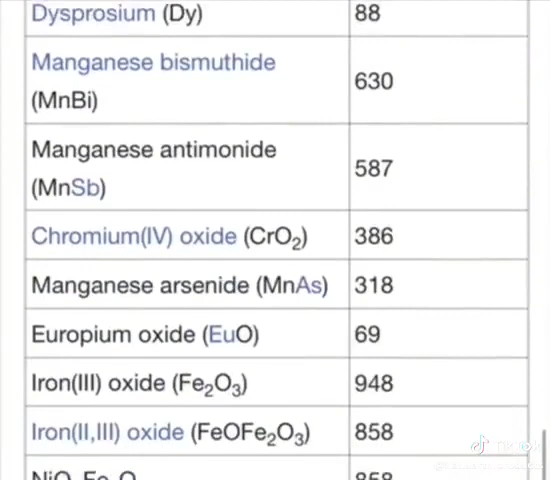 Dysprosium (Dy) 88
Manganese bismuthide
(MnBi) 630
Manganese antimonide
(MnSb) 587
Chromium(IV) oxide (CrO₂) 386
Manganese arsenide (MnAs) 318
Europium oxide (EuO) 69
Iron(III) oxide (Fe₂O₃) 948
Iron(II,III) oxide (FeOFe₂O₃) 858